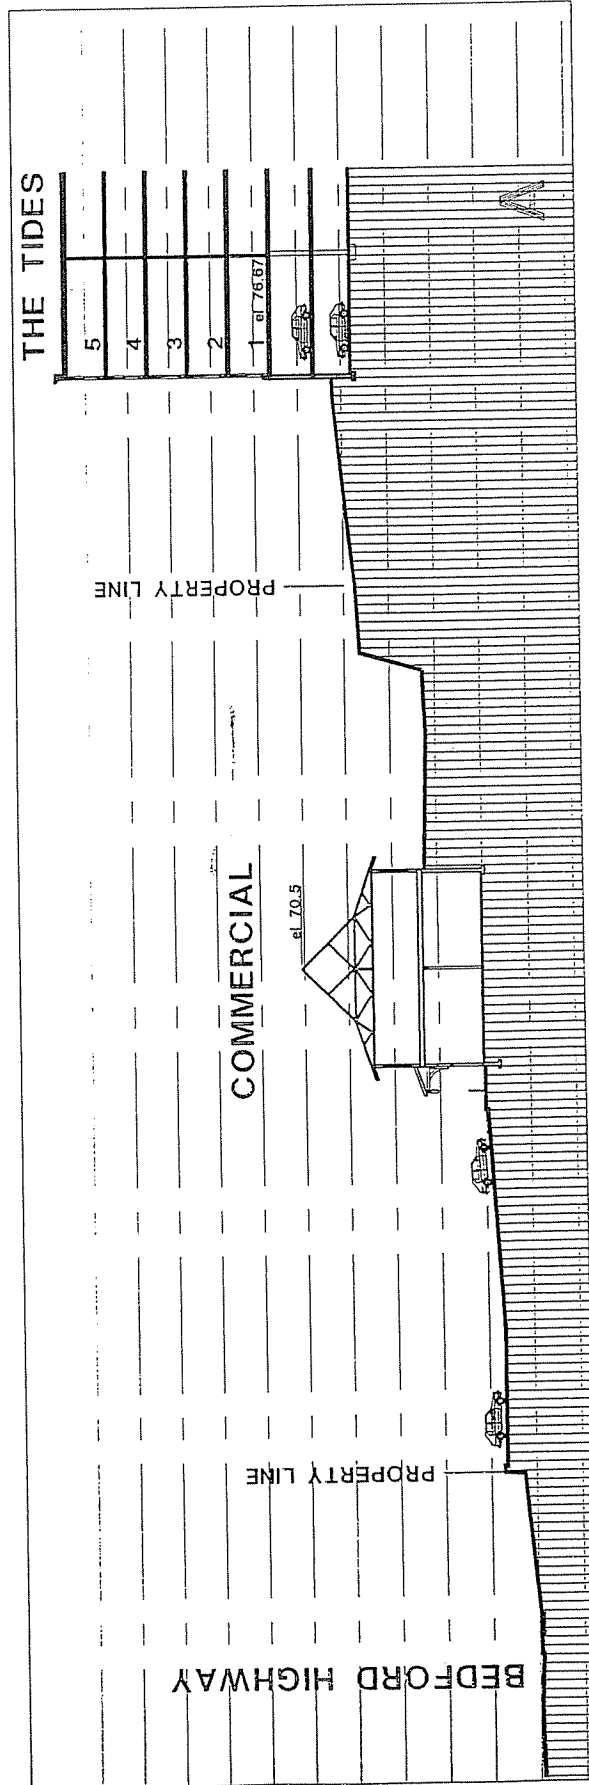 THE TIDES
5
4
3
2
1
el 76.67
PROPERTY LINE
COMMERCIAL
el 70.5
PROPERTY LINE
BEDFORD HIGHWAY
A